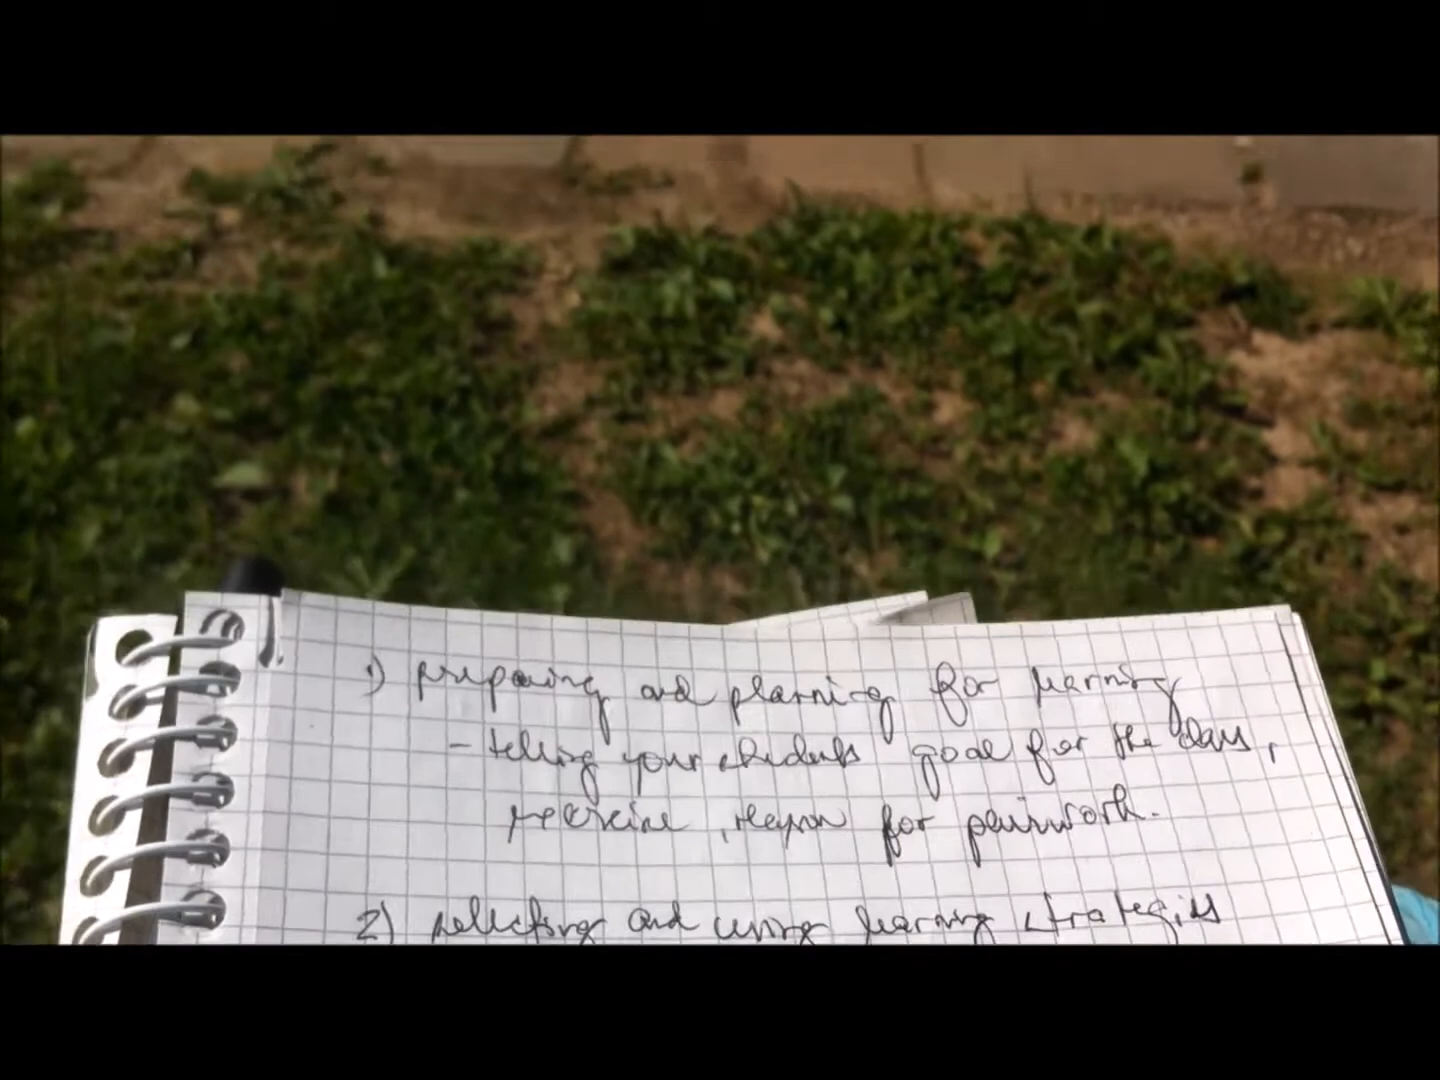 1) preparing and planning for learning
- telling your students goal for the class,
exercise, reason for pairwork.
2) selecting and using learning strategies